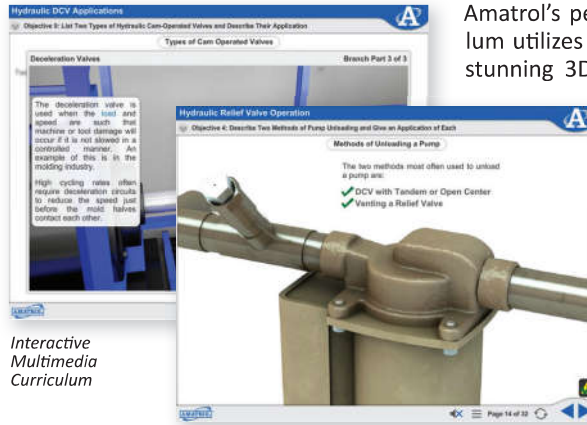 Hydraulic DCV Applications
Objective 5: List Two Types of Hydraulic Cam-Operated Valves and Describe Their Application
Types of Cam Operated Valves
Deceleration Valves
Branch Part 3 of 3
The deceleration valve is
used when the load and
speed are such that
machine or tool damage will
occur if it is not slowed in a
controlled manner. An
example of this is in the
molding industry.
High cycling rates often
require deceleration circuits
to reduce the speed just
before the mold halves
contact each other.
AMATROL
Amatrol's
lum utilizes
stunning 3D
Hydraulic Relief Valve Operation
Objective 4: Describe Two Methods of Pump Unloading and Give an Application of Each
Methods of Unloading a Pump
The two methods most often used to unload
a pump are:
DCV with Tandem or Open Center
Venting a Relief Valve
AMATROL
Page 14 of 32
Interactive
Multimedia
Curriculum